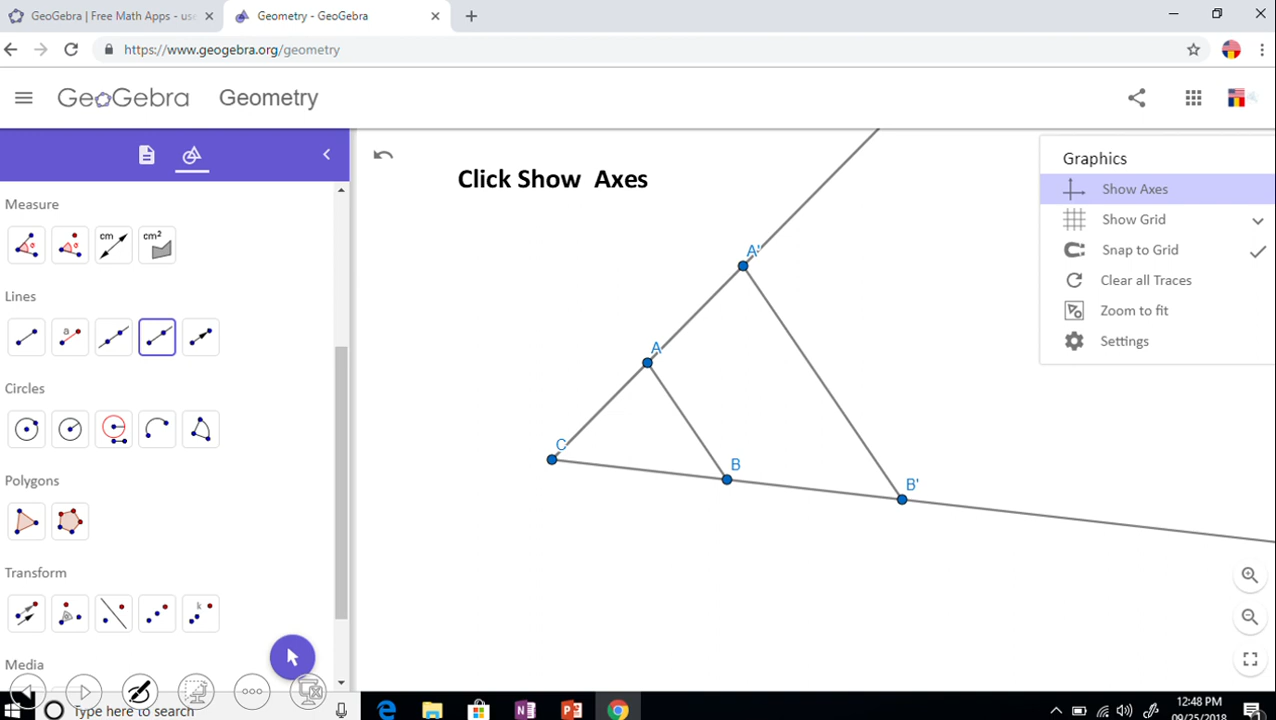 GeoGebra | Free Math Apps - use
Geometry - GeoGebra
https://www.geogebra.org/geometry
GeoGebra
Geometry
Click Show Axes
Graphics
Show Axes
Show Grid
Snap to Grid
Clear all Traces
Zoom to fit
Settings
Measure
cm
cm²
Lines
a
Circles
Polygons
Transform
k
Media
A'
A
C
B
B'
Type here to search
12:48 PM
09/25/2018